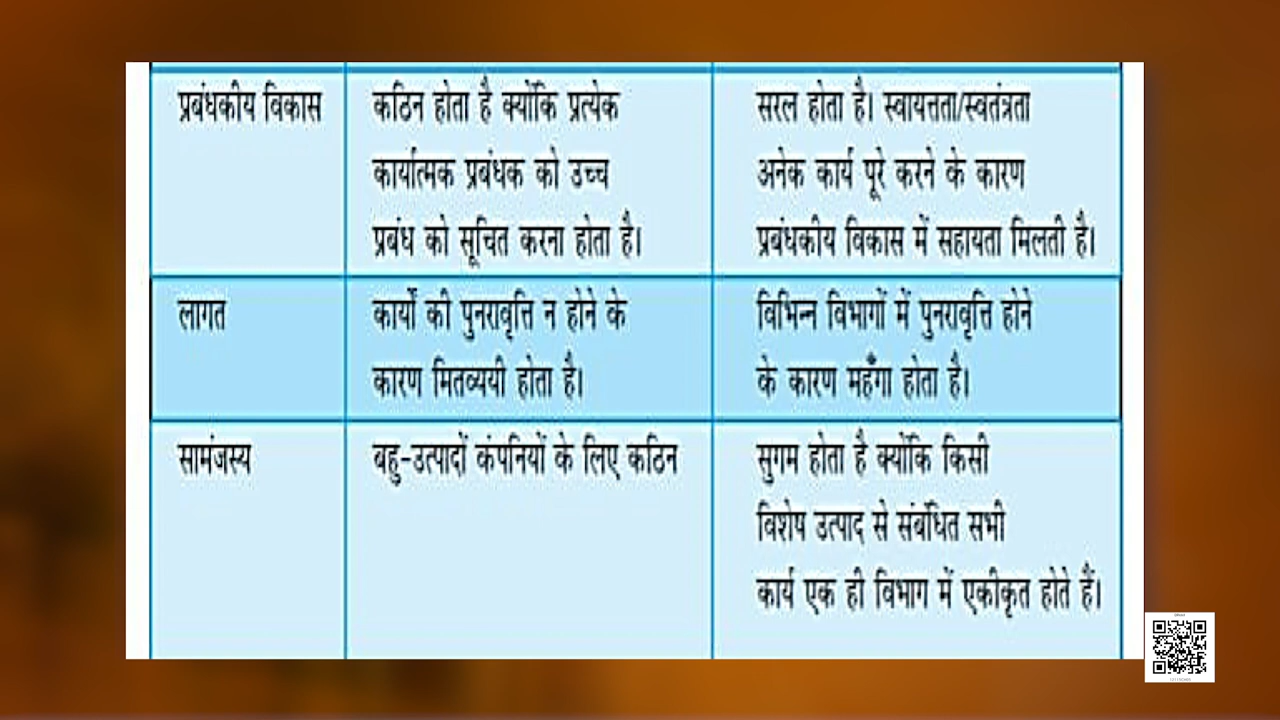 प्रबंधकीय विकास
कठिन होता है क्योंकि प्रत्येक
कार्यात्मक प्रबंधक को उच्च
प्रबंध को सूचित करना होता है।
सरल होता है। स्वायत्तता/स्वतंत्रता
अनेक कार्य पूरे करने के कारण
प्रबंधकीय विकास में सहायता मिलती है।
लागत
कार्यों की पुनरावृत्ति न होने के
कारण मितव्ययी होता है।
विभिन्न विभागों में पुनरावृत्ति होने
के कारण महँगा होता है।
सामंजस्य
बहु-उत्पादों कंपनियों के लिए कठिन
सुगम होता है क्योंकि किसी
विशेष उत्पाद से संबंधित सभी
कार्य एक ही विभाग में एकीकृत होते हैं।